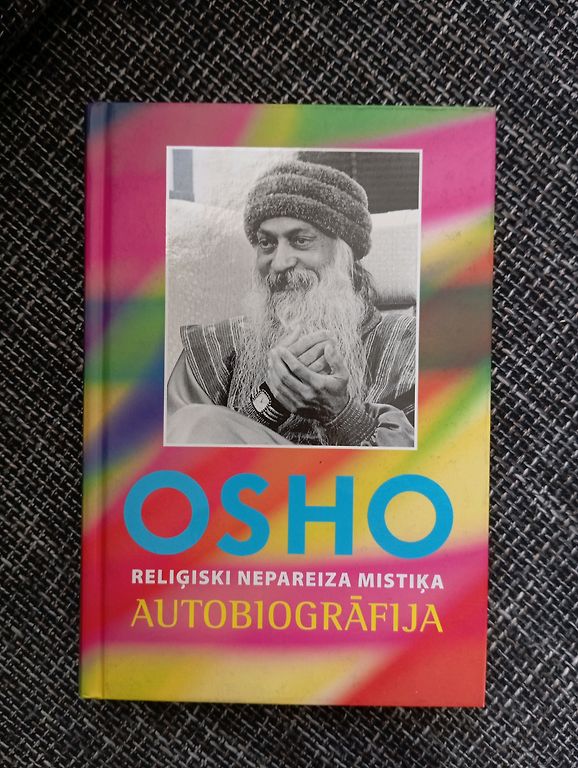 OSHO
RELIĢISKI NEPAREIZA MISTIĶA
AUTOBIOGRĀFIJA